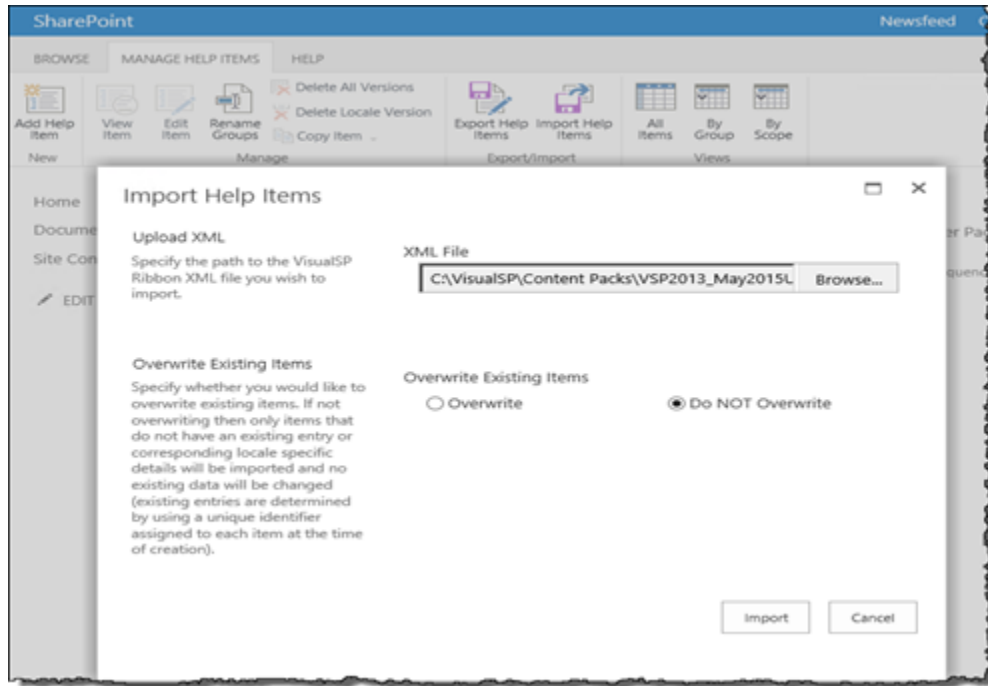 SharePoint
Newsfeed
BROWSE MANAGE HELP ITEMS HELP
Add Help Item
View Item
Edit Item
Rename Groups
Delete All Versions
Delete Locale Version
Copy Item
Export Help Items
Import Help Items
All Items
By Group
By Scope
New Manage Export/Import Views
Home
Docume
Site Con
EDIT
er Pa
quenc
Import Help Items
Upload XML
Specify the path to the VisualSP
Ribbon XML file you wish to
import.
XML File
C:\VisualSP\Content Packs\VSP2013_May2015L Browse...
Overwrite Existing Items
Specify whether you would like to
overwrite existing items. If not
overwriting then only items that
do not have an existing entry or
corresponding locale specific
details will be imported and no
existing data will be changed
(existing entries are determined
by using a unique identifier
assigned to each item at the time
of creation).
Overwrite Existing Items
Overwrite Do NOT Overwrite
Import Cancel